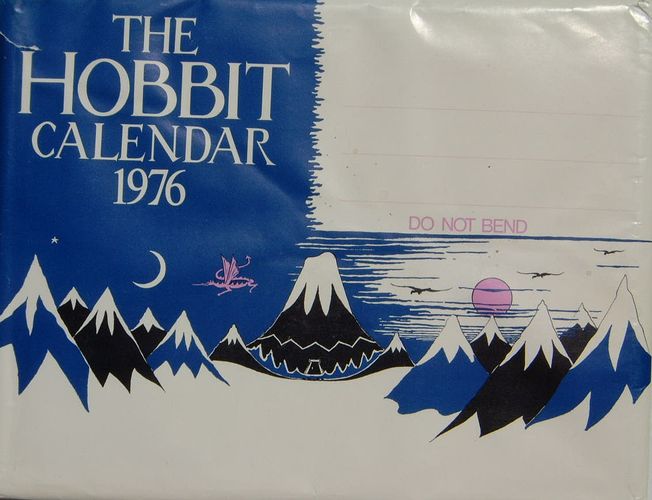 THE
HOBBIT
CALENDAR
1976
DO NOT BEND